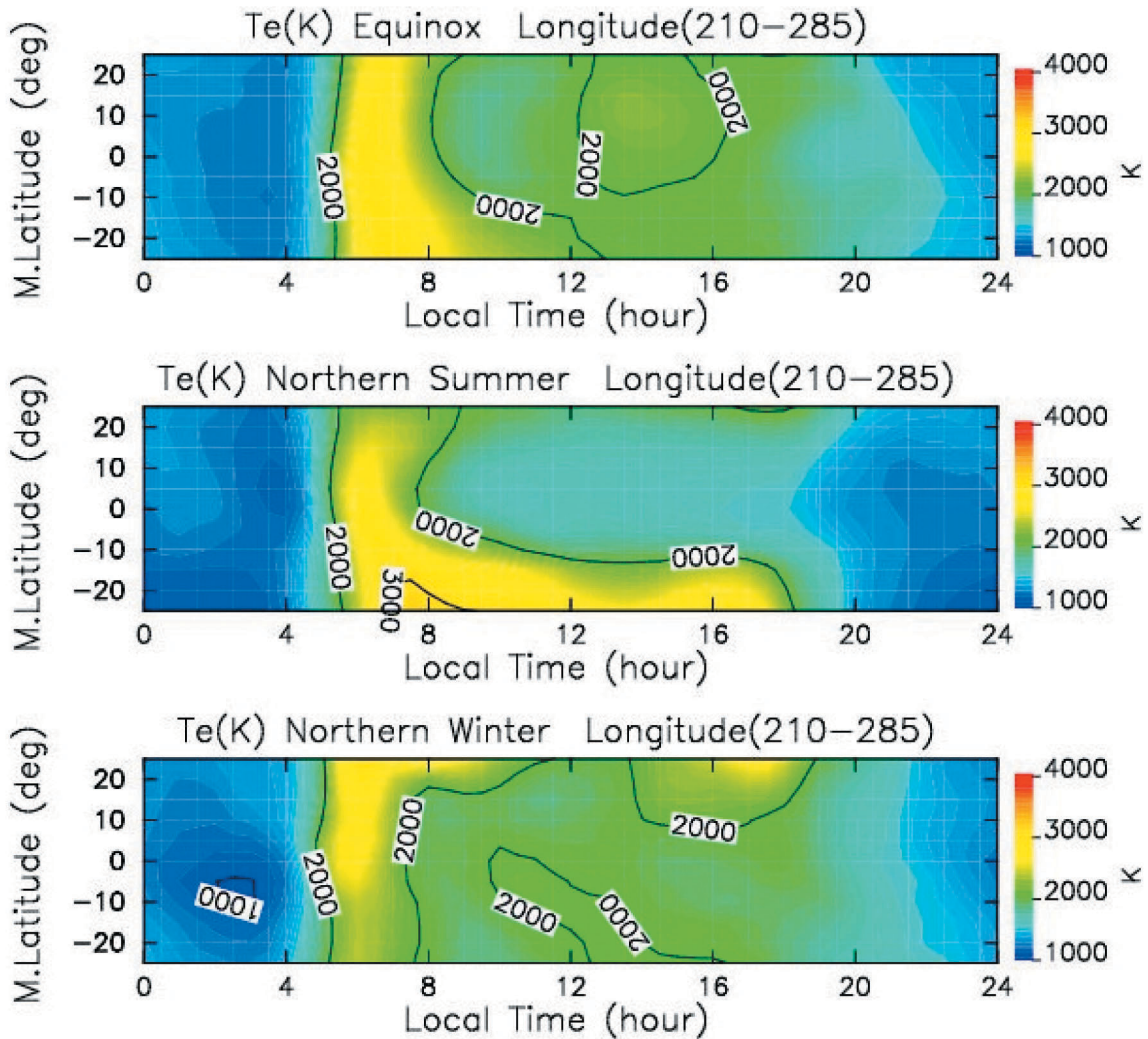 Te(K) Equinox Longitude(210−285)
M.Latitude (deg)
20
10
0
−10
−20
2000
2000
2000
2000
0 4 8 12 16 20 24
Local Time (hour)
4000
3000
2000
1000
K
Te(K) Northern Summer Longitude(210−285)
M.Latitude (deg)
20
10
0
−10
−20
2000
2000
2000
3000
0 4 8 12 16 20 24
Local Time (hour)
4000
3000
2000
1000
K
Te(K) Northern Winter Longitude(210−285)
M.Latitude (deg)
20
10
0
−10
−20
1000
2000
2000
2000
2000
2000
0 4 8 12 16 20 24
Local Time (hour)
4000
3000
2000
1000
K